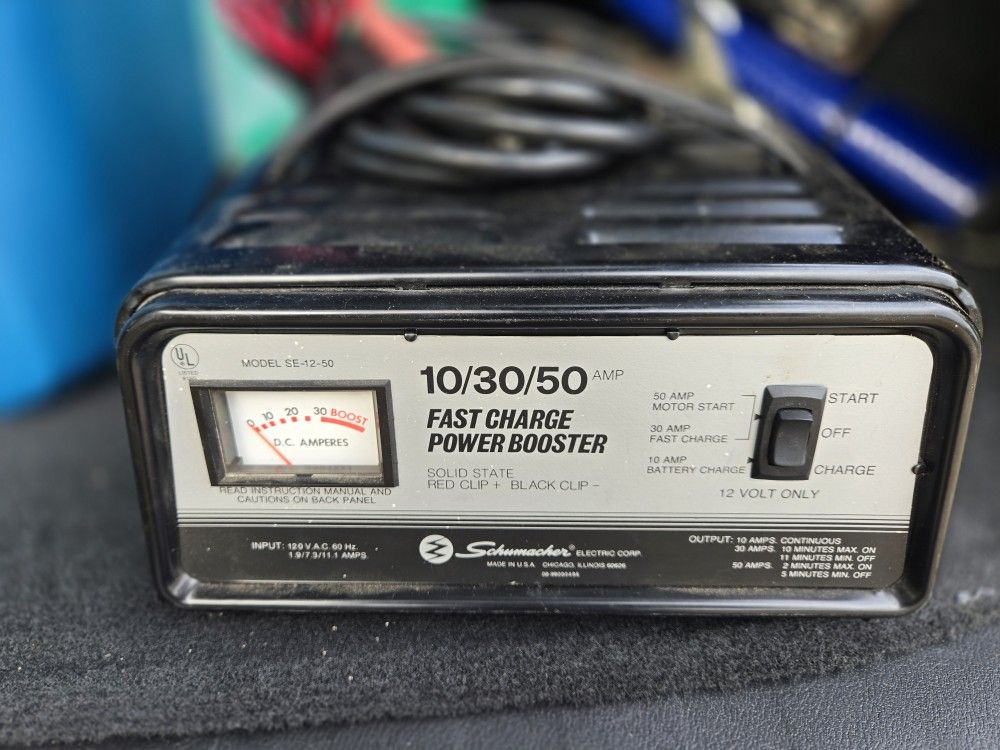 UL
LISTED
MODEL SE-12-50
0 10 20 30 BOOST
D.C. AMPERES
READ INSTRUCTION MANUAL AND
CAUTIONS ON BACK PANEL
10/30/50 AMP
FAST CHARGE
POWER BOOSTER
SOLID STATE
RED CLIP + BLACK CLIP -
50 AMP
MOTOR START
30 AMP
FAST CHARGE
10 AMP
BATTERY CHARGE
START
OFF
CHARGE
12 VOLT ONLY
INPUT: 120 V.A.C. 60 Hz.
1.9/7.3/11.1 AMPS.
Schumacher® ELECTRIC CORP.
MADE IN U.S.A. CHICAGO, ILLINOIS 60626
OUTPUT: 10 AMPS. CONTINUOUS
30 AMPS. 10 MINUTES MAX. ON
11 MINUTES MIN. OFF
50 AMPS. 2 MINUTES MAX. ON
5 MINUTES MIN. OFF